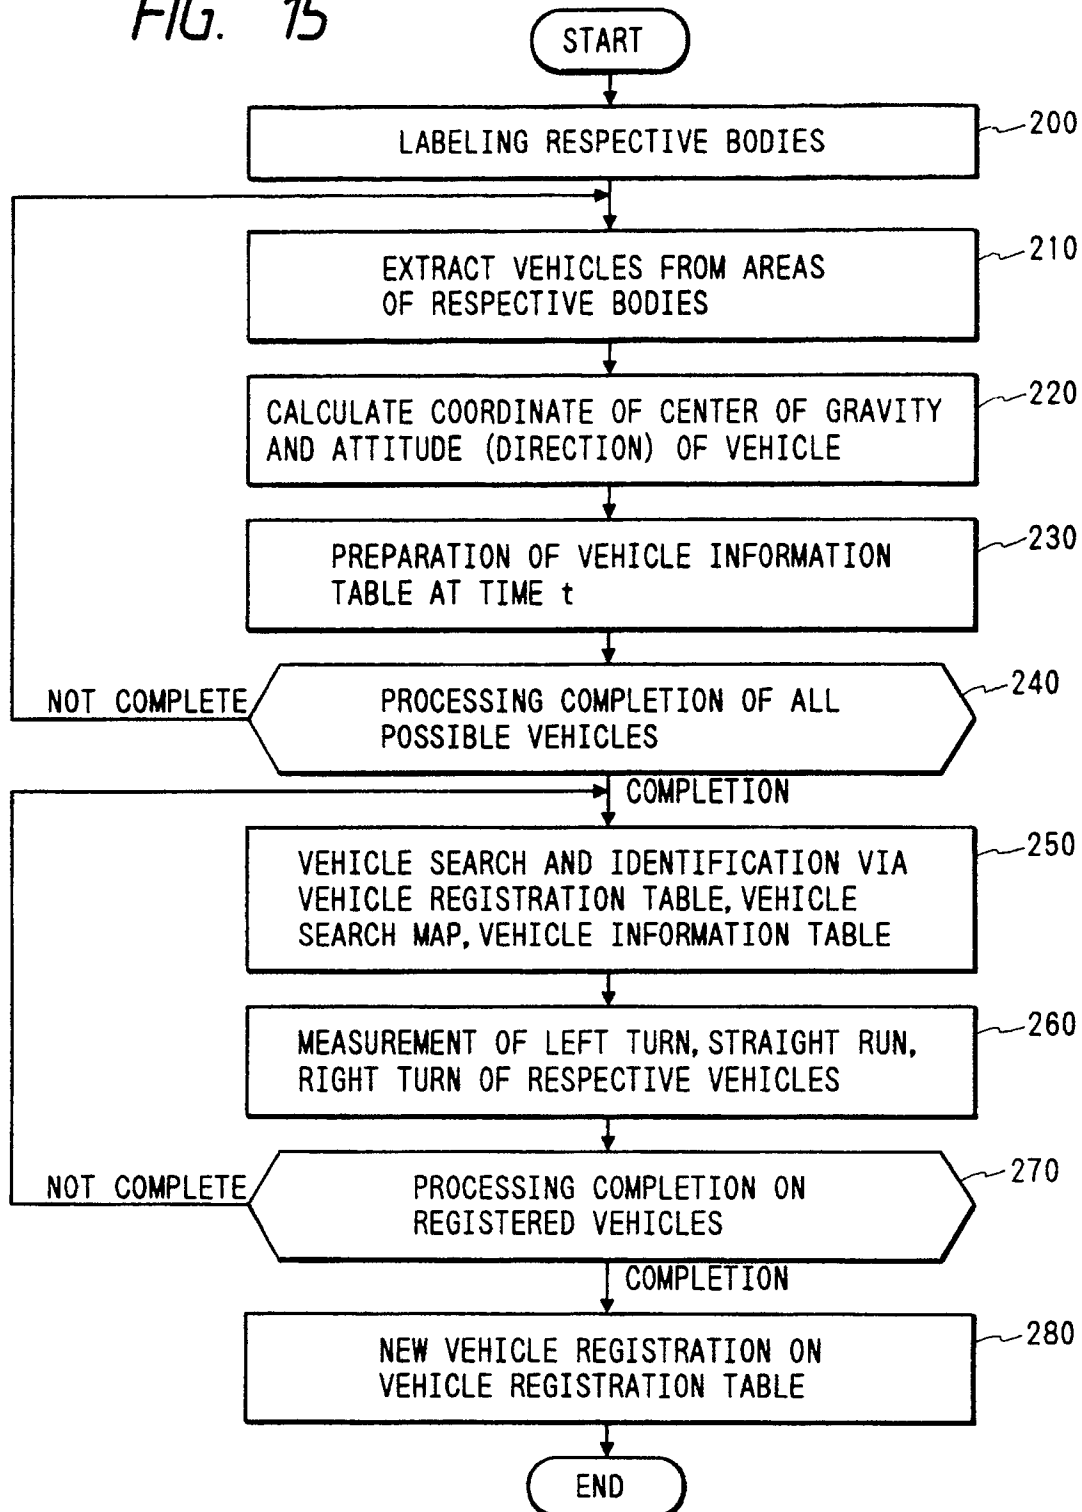 FIG. 15
START
LABELING RESPECTIVE BODIES
200
EXTRACT VEHICLES FROM AREAS
OF RESPECTIVE BODIES
210
CALCULATE COORDINATE OF CENTER OF GRAVITY
AND ATTITUDE (DIRECTION) OF VEHICLE
220
PREPARATION OF VEHICLE INFORMATION
TABLE AT TIME t
230
NOT COMPLETE
PROCESSING COMPLETION OF ALL
POSSIBLE VEHICLES
240
COMPLETION
VEHICLE SEARCH AND IDENTIFICATION VIA
VEHICLE REGISTRATION TABLE, VEHICLE
SEARCH MAP, VEHICLE INFORMATION TABLE
250
MEASUREMENT OF LEFT TURN, STRAIGHT RUN,
RIGHT TURN OF RESPECTIVE VEHICLES
260
NOT COMPLETE
PROCESSING COMPLETION ON
REGISTERED VEHICLES
270
COMPLETION
NEW VEHICLE REGISTRATION ON
VEHICLE REGISTRATION TABLE
280
END